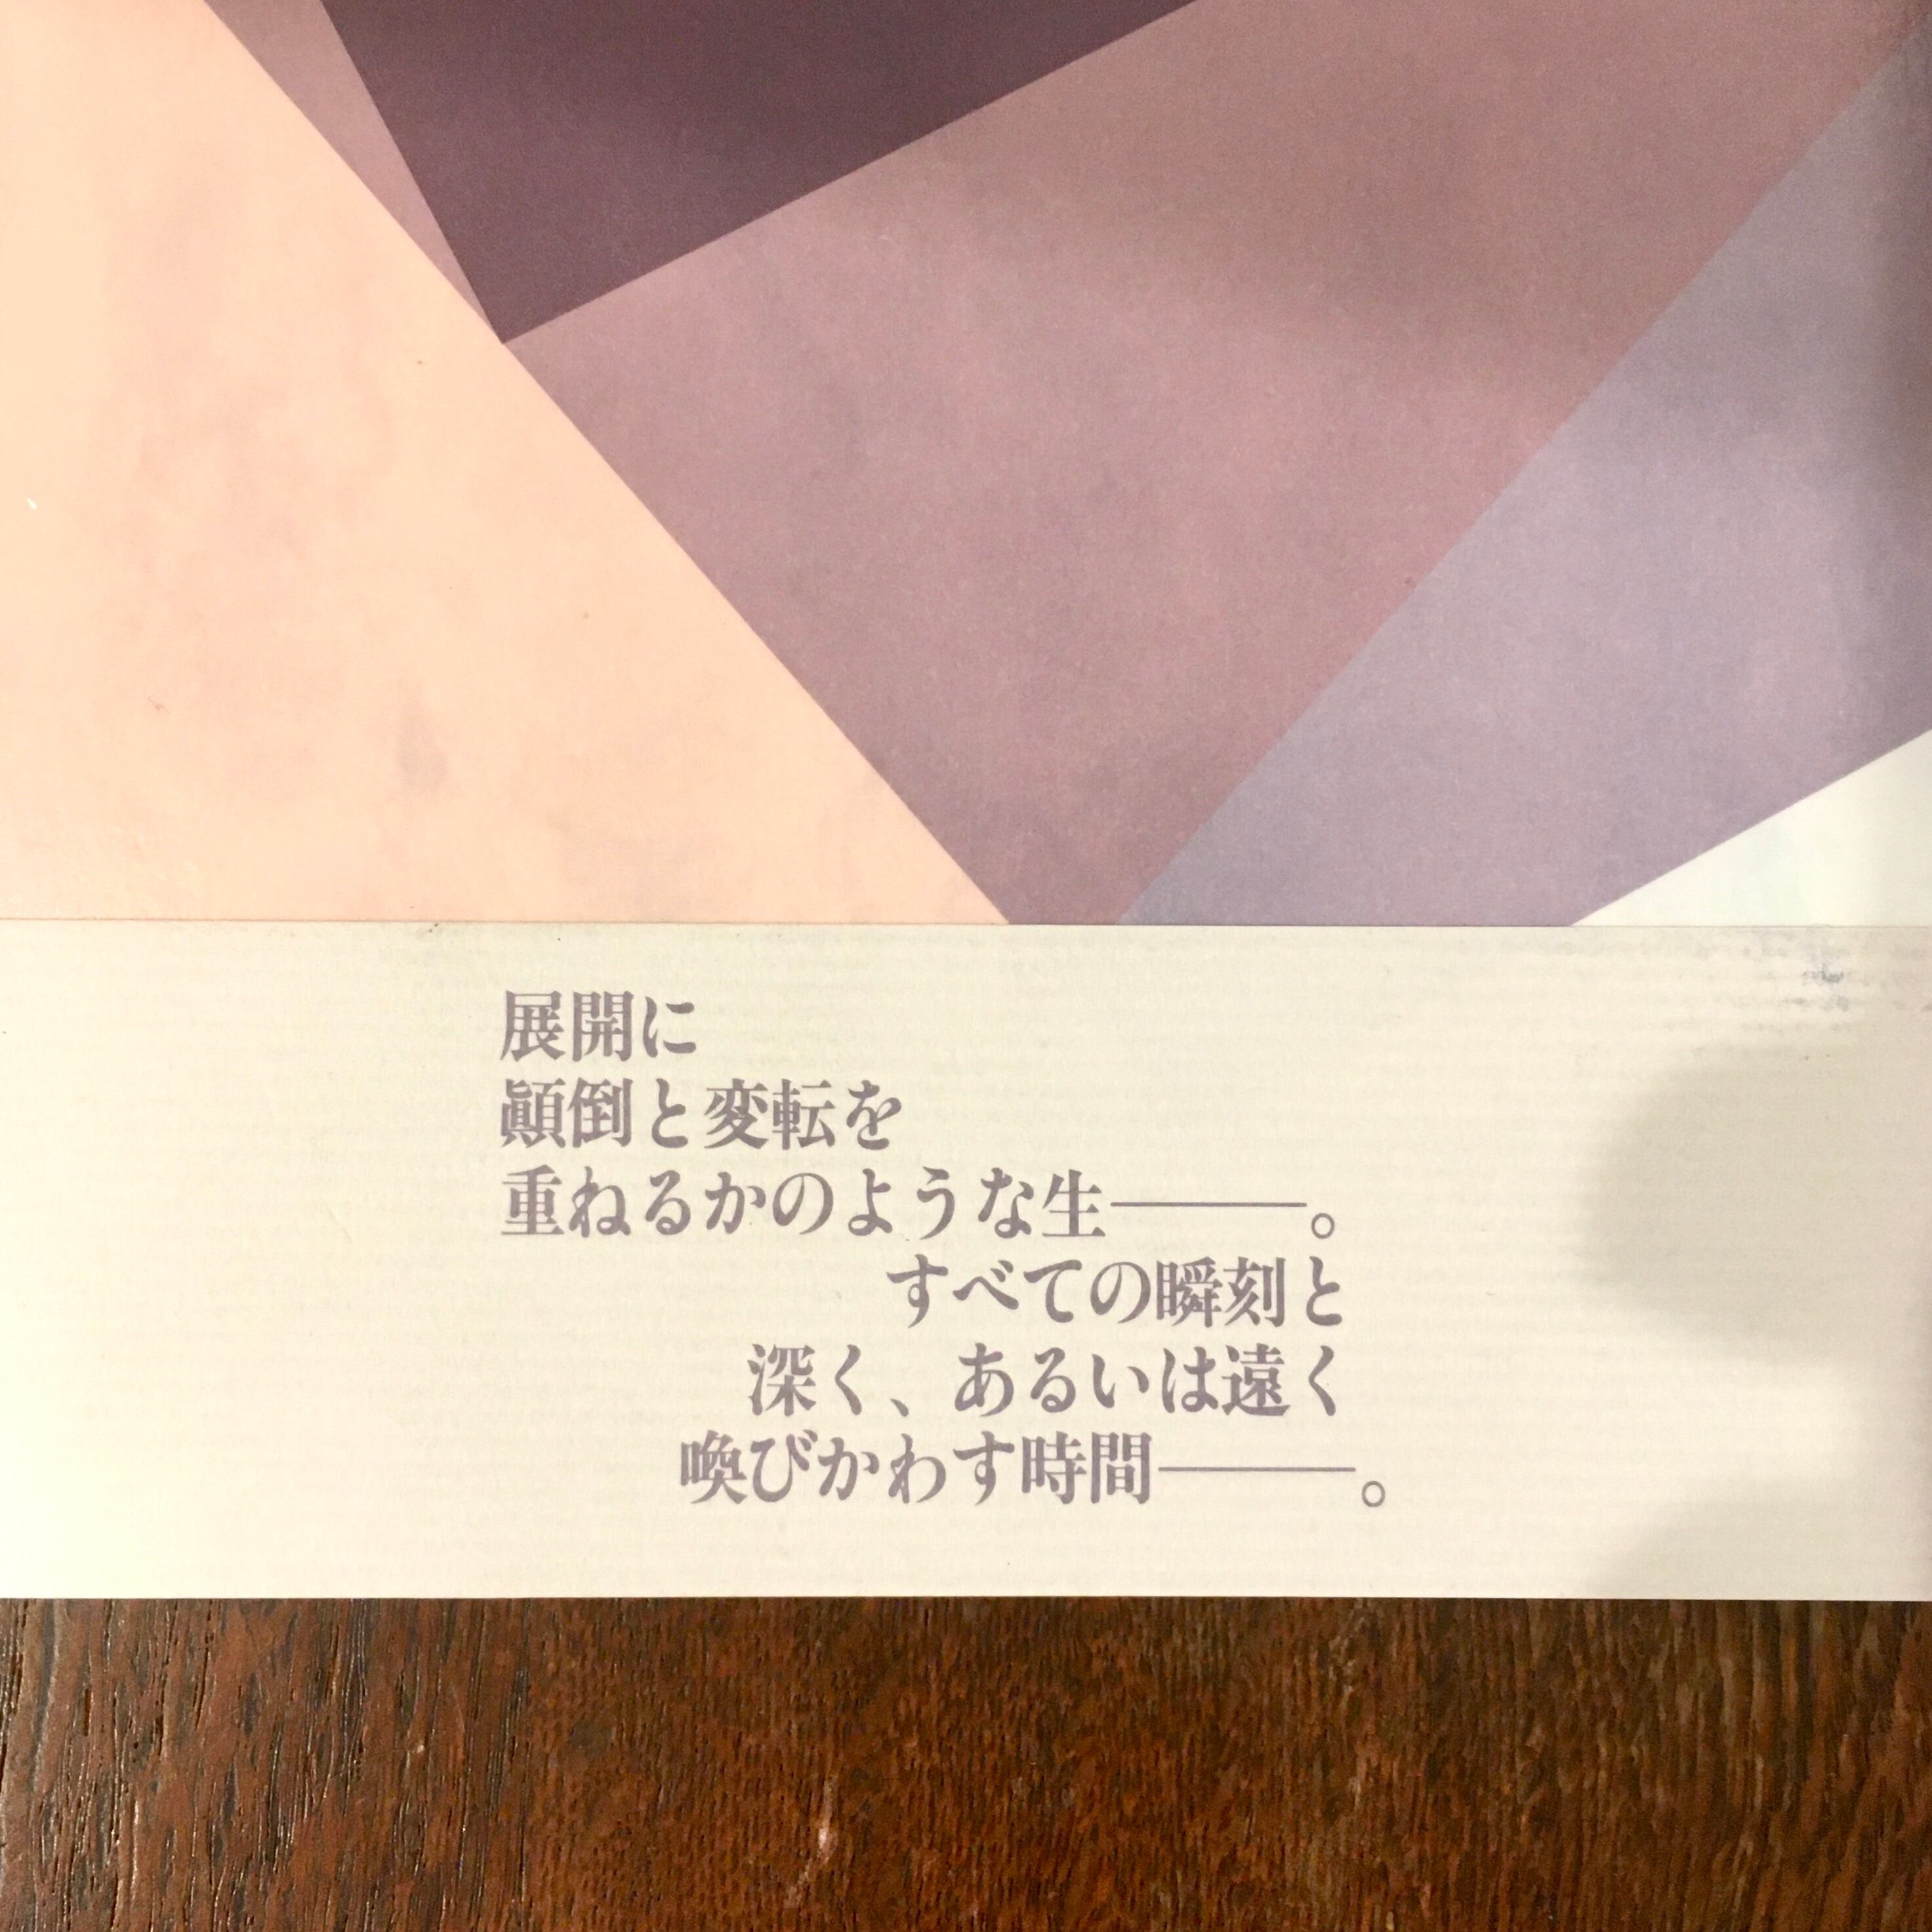 展開に
顚倒と変転を
重ねるかのような生───。
すべての瞬刻と
深く、あるいは遠く
喚びかわす時間───。